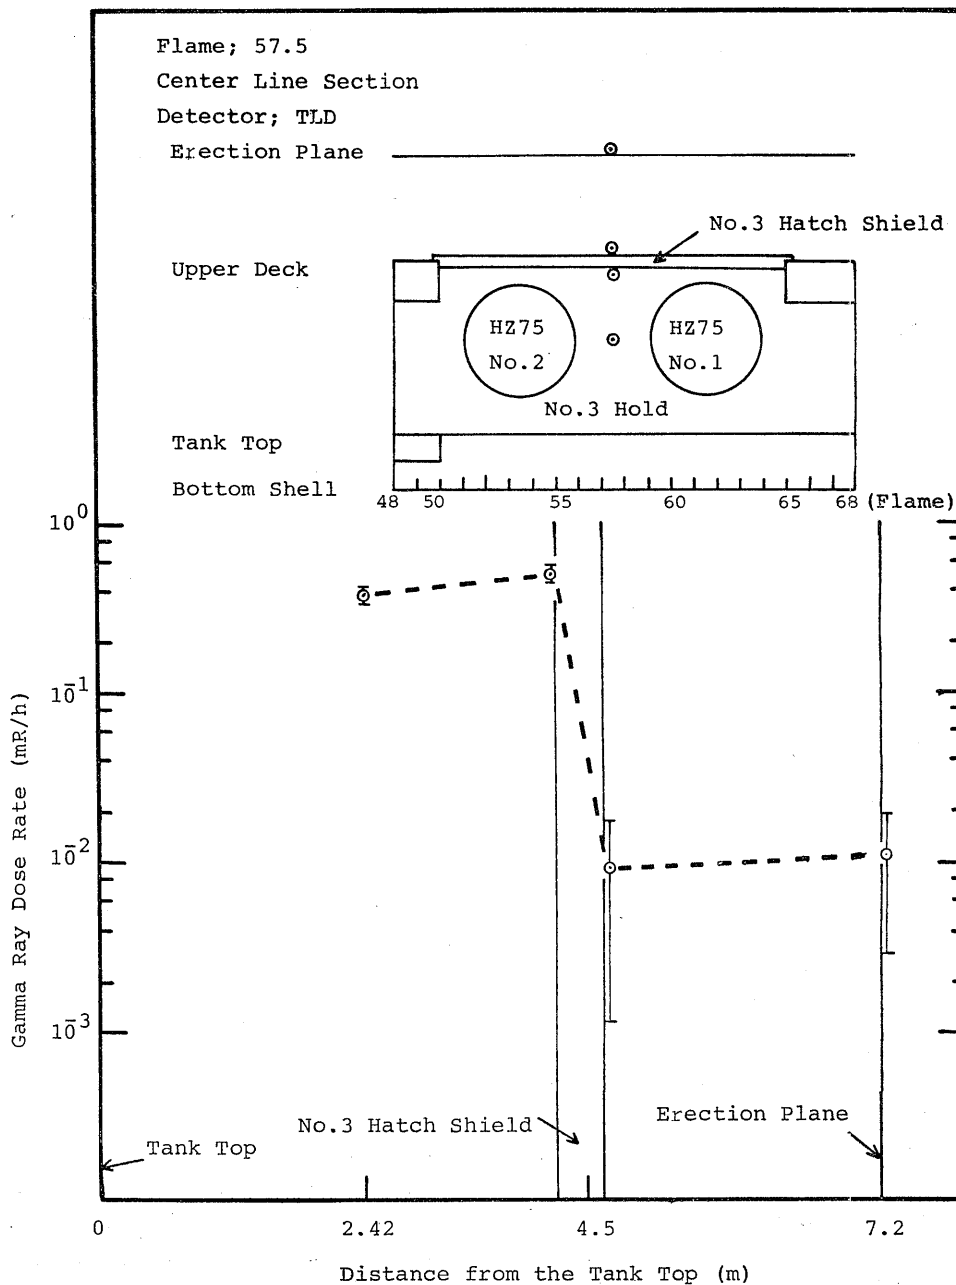 Flame; 57.5
Center Line Section
Detector; TLD
Erection Plane
No.3 Hatch Shield
Upper Deck
HZ75
No.2
HZ75
No.1
No.3 Hold
Tank Top
Bottom Shell
48 50 55 60 65 68 (Flame)
10^0
10^-1
10^-2
10^-3
Gamma Ray Dose Rate (mR/h)
No.3 Hatch Shield
Erection Plane
Tank Top
0 2.42 4.5 7.2
Distance from the Tank Top (m)